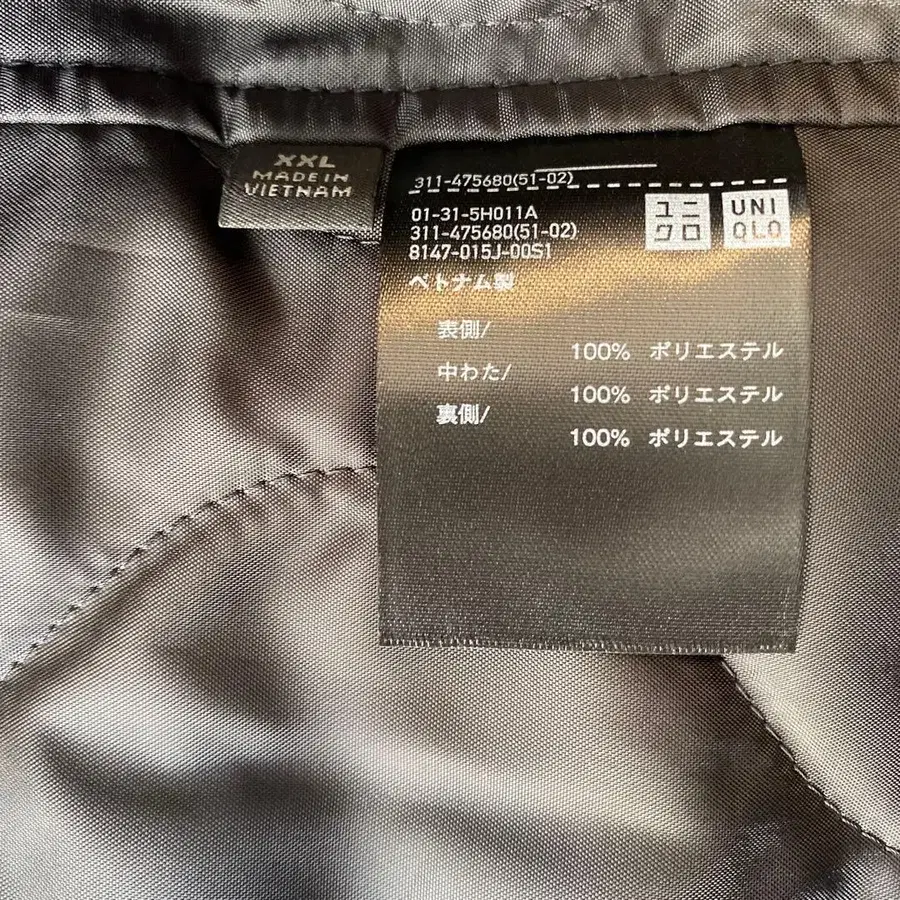 XXL
MADE IN
VIETNAM
311-475680(51-02)
01-31-5H011A
311-475680(51-02)
8147-015J-00S1
ユニ
クロ
UNI
QLO
ベトナム製
表側/
100% ポリエステル
中わた/
100% ポリエステル
裏側/
100% ポリエステル